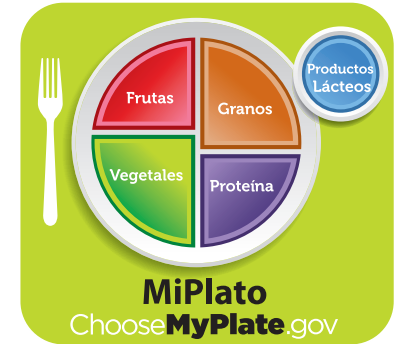 Frutas
Granos
Productos
Lácteos
Vegetales
Proteína
MiPlato
ChooseMyPlate.gov